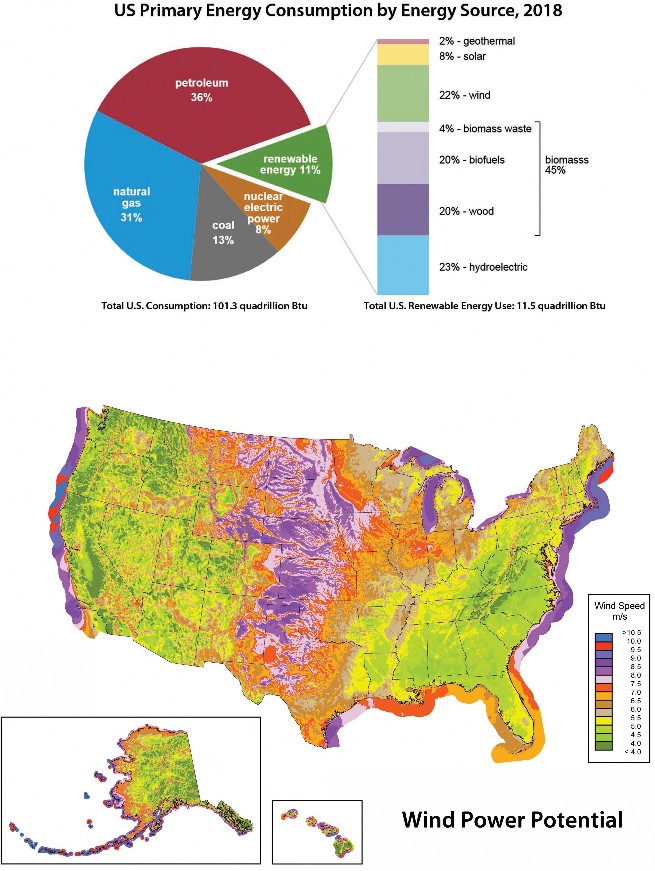 US Primary Energy Consumption by Energy Source, 2018
petroleum
36%
natural
gas
31%
coal
13%
nuclear
electric
power
8%
renewable
energy 11%
2% - geothermal
8% - solar
22% - wind
4% - biomass waste
20% - biofuels
20% - wood
23% - hydroelectric
biomasss
45%
Total U.S. Consumption: 101.3 quadrillion Btu
Total U.S. Renewable Energy Use: 11.5 quadrillion Btu
Wind Speed
m/s
>10.5
10.0
9.5
9.0
8.5
8.0
7.5
7.0
6.5
6.0
5.5
5.0
4.5
4.0
< 4.0
Wind Power Potential